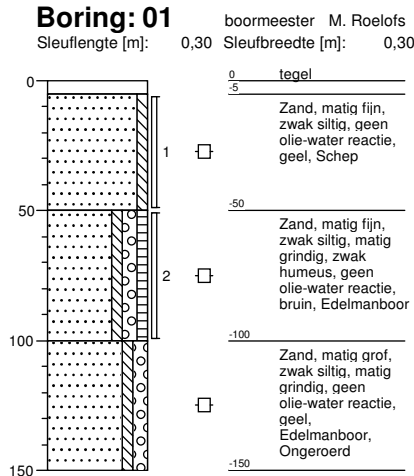 Boring: 01 boormeester M. Roelofs
Sleuflengte [m]: 0,30 Sleufbreedte [m]: 0,30
0 0 tegel
-5
Zand, matig fijn,
zwak siltig, geen
olie-water reactie,
geel, Schep
1
50 -50
Zand, matig fijn,
zwak siltig, matig
grindig, zwak
humeus, geen
olie-water reactie,
bruin, Edelmanboor
2
100 -100
Zand, matig grof,
zwak siltig, matig
grindig, geen
olie-water reactie,
geel,
Edelmanboor,
Ongeroerd
150 -150